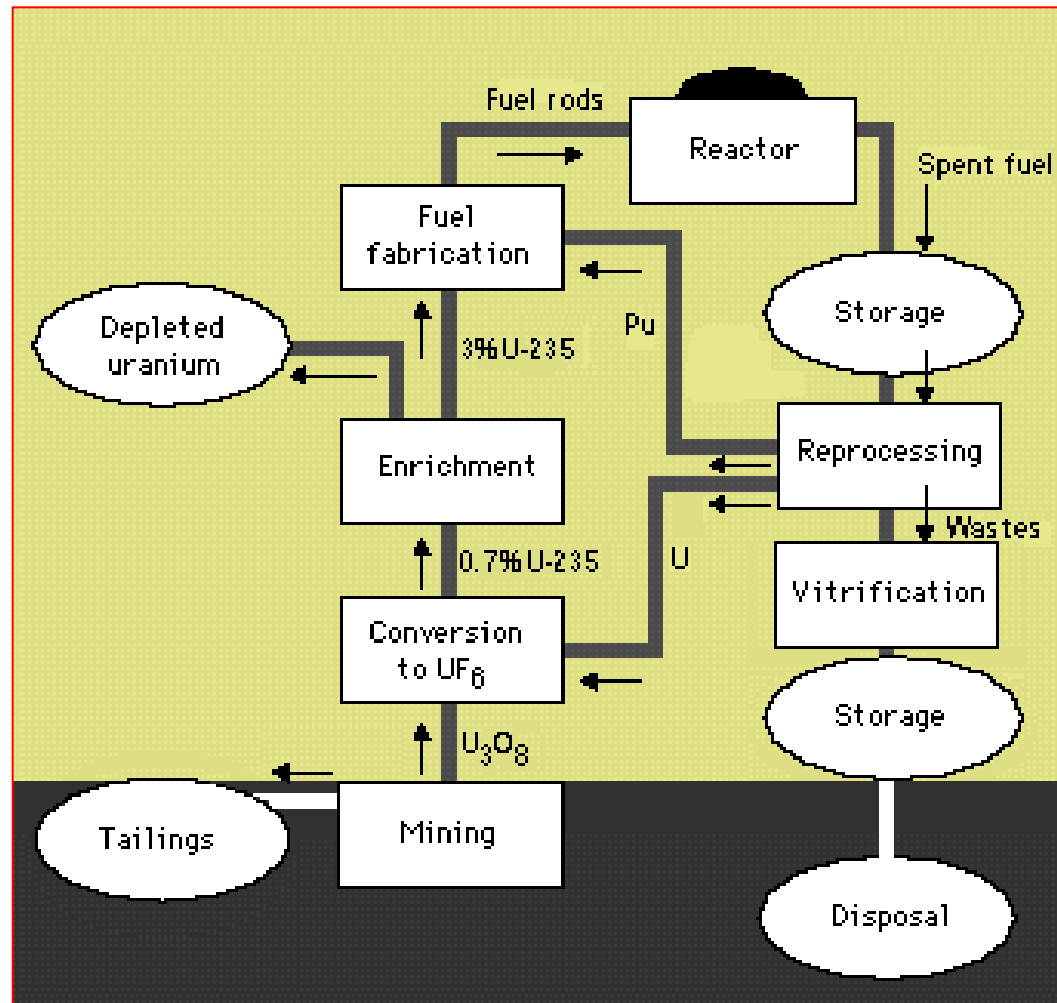 Fuel rods
Reactor
Spent fuel
Fuel
fabrication
Storage
Depleted
uranium
Pu
3% U-235
Enrichment
Reprocessing
Wastes
0.7% U-235
U
Vitrification
Conversion
to UF6
Storage
U3O8
Tailings
Mining
Disposal